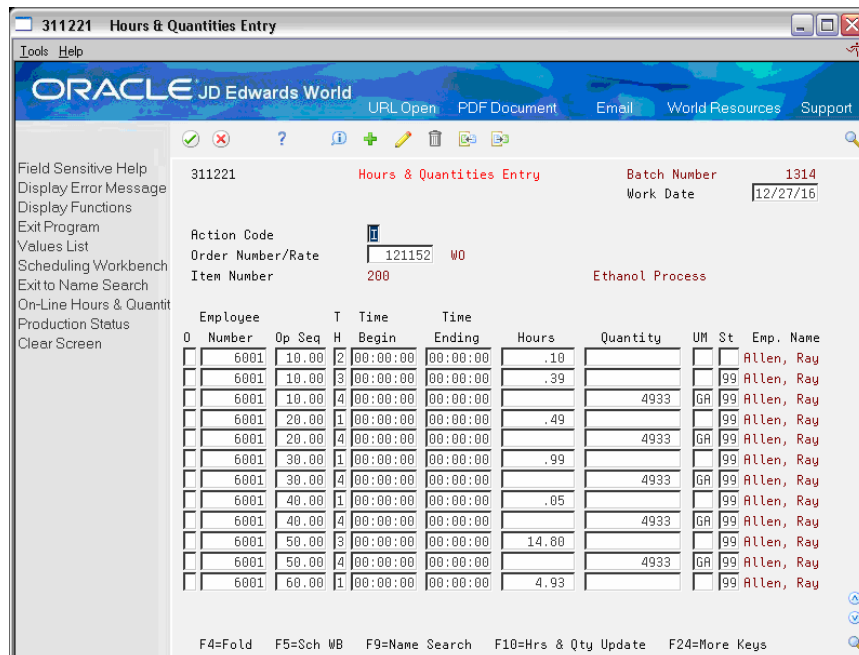 311221 Hours & Quantities Entry
Tools Help
ORACLE JD Edwards World
URL Open PDF Document Email World Resources Support
Field Sensitive Help
Display Error Message
Display Functions
Exit Program
Values List
Scheduling Workbench
Exit to Name Search
On-Line Hours & Quantit
Production Status
Clear Screen
311221 Hours & Quantities Entry Batch Number 1314
Work Date 12/27/16
Action Code I
Order Number/Rate 121152 WO
Item Number 200 Ethanol Process
Employee T Time Time
O Number Op Seq H Begin Ending Hours Quantity UM St Emp. Name
6001 10.00 2 00:00:00 00:00:00 .10 Allen, Ray
6001 10.00 3 00:00:00 00:00:00 .39 99 Allen, Ray
6001 10.00 4 00:00:00 00:00:00 4933 GA 99 Allen, Ray
6001 20.00 1 00:00:00 00:00:00 .49 99 Allen, Ray
6001 20.00 4 00:00:00 00:00:00 4933 GA 99 Allen, Ray
6001 30.00 1 00:00:00 00:00:00 .99 99 Allen, Ray
6001 30.00 4 00:00:00 00:00:00 4933 GA 99 Allen, Ray
6001 40.00 1 00:00:00 00:00:00 .05 99 Allen, Ray
6001 40.00 4 00:00:00 00:00:00 4933 GA 99 Allen, Ray
6001 50.00 3 00:00:00 00:00:00 14.80 99 Allen, Ray
6001 50.00 4 00:00:00 00:00:00 4933 GA 99 Allen, Ray
6001 60.00 1 00:00:00 00:00:00 4.93 99 Allen, Ray
F4=Fold F5=Sch WB F9=Name Search F10=Hrs & Qty Update F24=More Keys